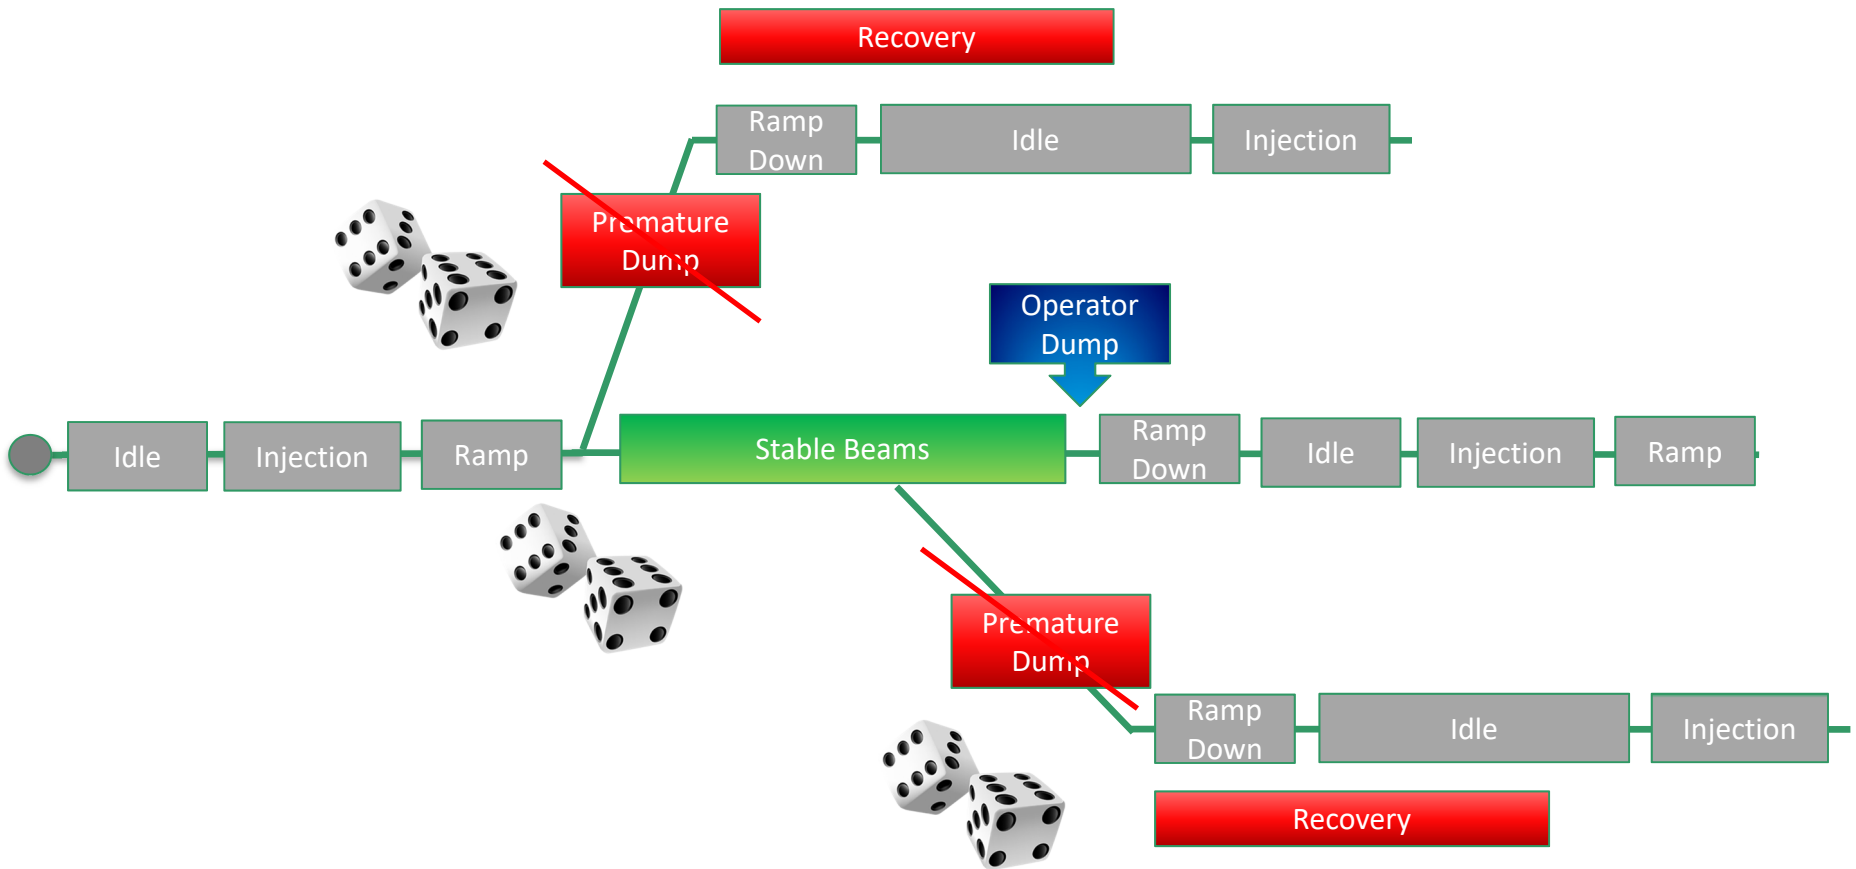 Recovery
Ramp
Down
Idle
Injection
Premature
Dump
Operator
Dump
Idle
Injection
Ramp
Stable Beams
Ramp
Down
Idle
Injection
Ramp
Premature
Dump
Ramp
Down
Idle
Injection
Recovery